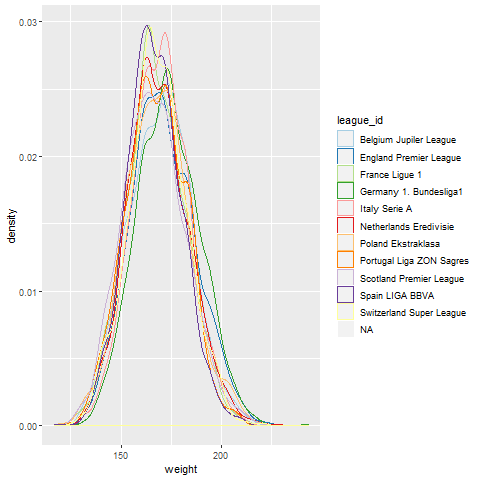 0.03
0.02
0.01
0.00
density
150
200
weight
league_id
Belgium Jupiler League
England Premier League
France Ligue 1
Germany 1. Bundesliga1
Italy Serie A
Netherlands Eredivisie
Poland Ekstraklasa
Portugal Liga ZON Sagres
Scotland Premier League
Spain LIGA BBVA
Switzerland Super League
NA